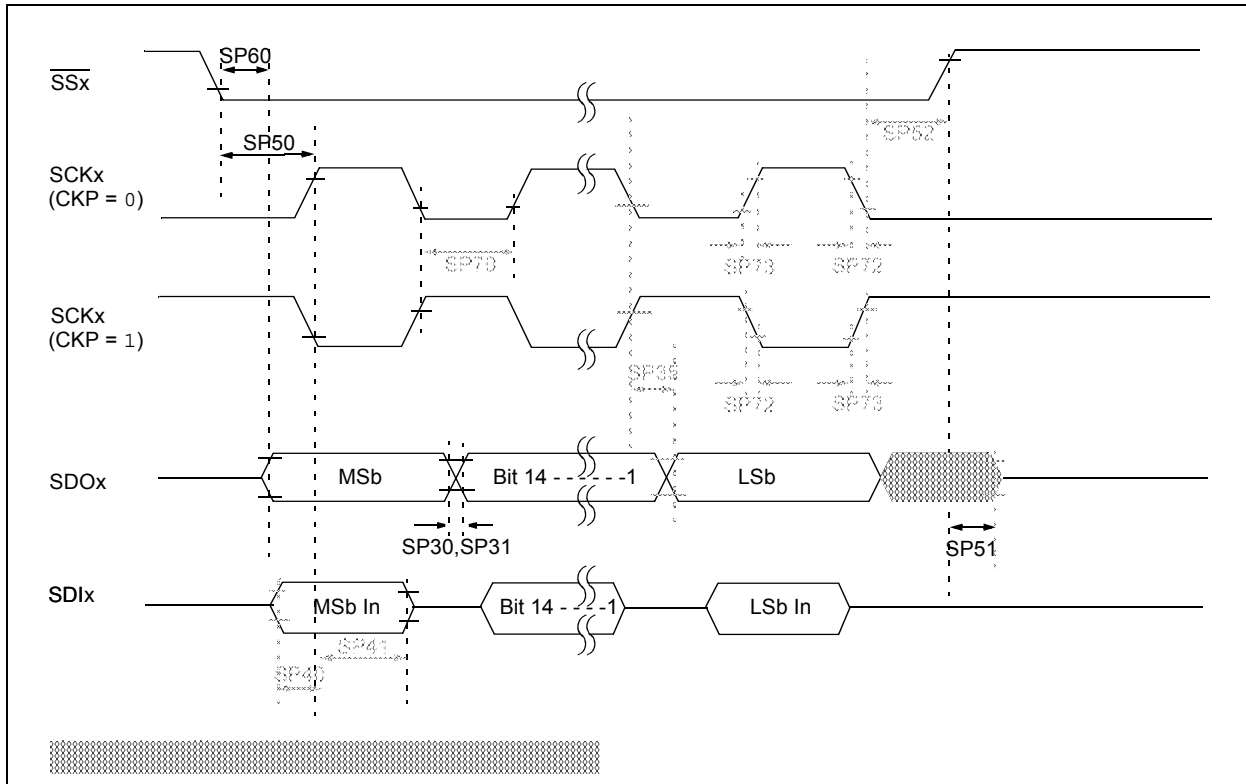 SP60
SSx
SP50
SP52
SCKx
(CKP = 0)
SP70
SP73
SP72
SCKx
(CKP = 1)
SP35
SP72
SP73
SDOx
MSb
Bit 14 - - - - - -1
LSb
SP30,SP31
SP51
SDIx
MSb In
Bit 14 - - - -1
LSb In
SP41
SP40